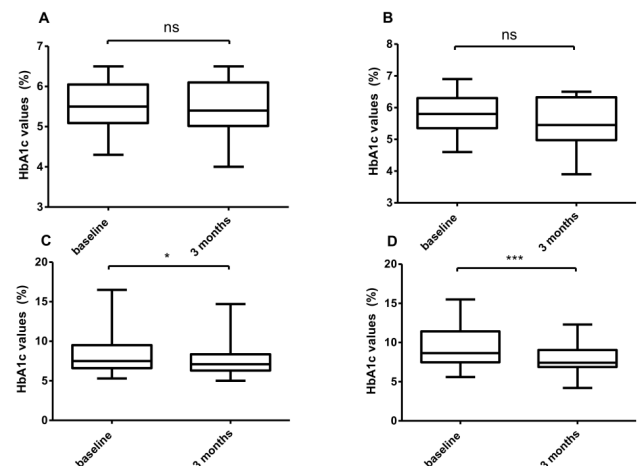 A
ns
HbA1c values (%)
7
6
5
4
3
baseline
3 months
B
ns
HbA1c values (%)
8
7
6
5
4
3
baseline
3 months
C
*
HbA1c values (%)
20
15
10
5
0
baseline
3 months
D
***
HbA1c values (%)
20
15
10
5
0
baseline
3 months